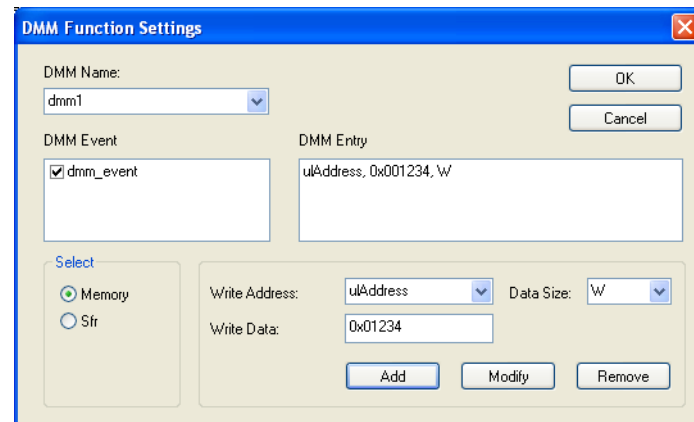 DMM Function Settings
DMM Name:
OK
dmm1
Cancel
DMM Event
DMM Entry
dmm_event
ulAddress, 0x001234, W
Select
Memory
Write Address:
ulAddress
Data Size:
W
Sfr
Write Data:
0x01234
Add
Modify
Remove